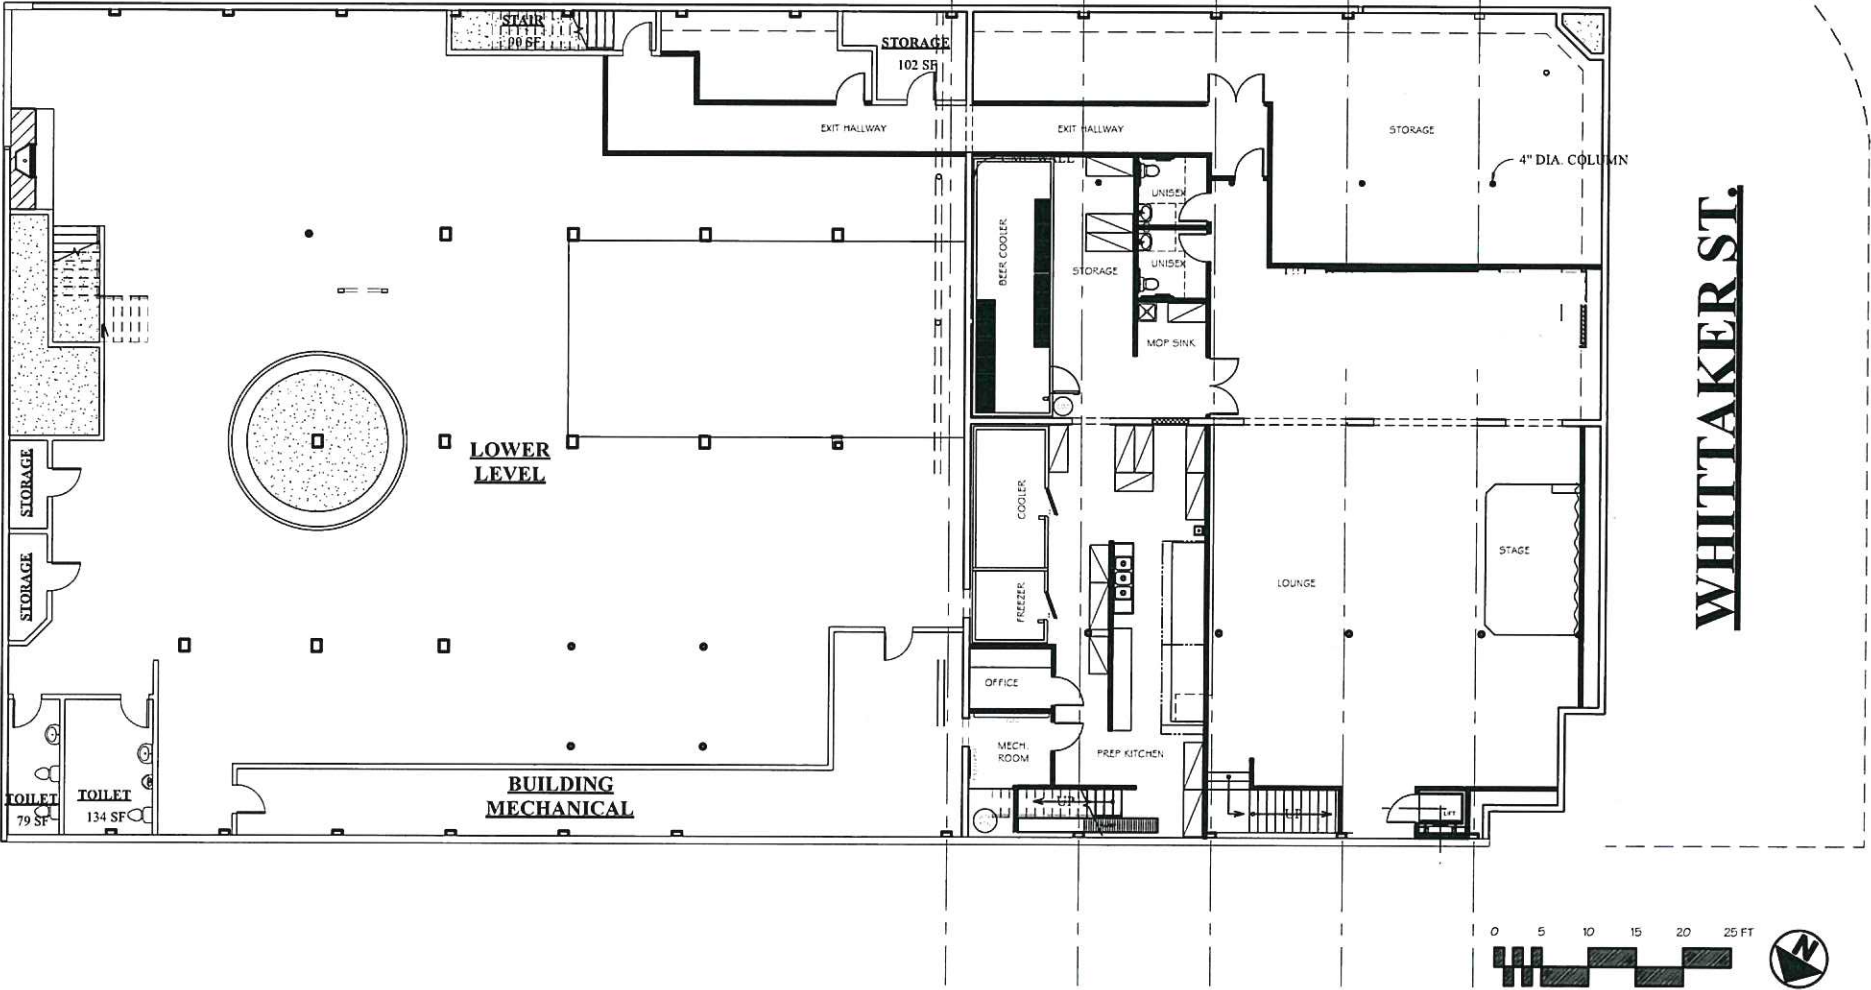 STAIR
90 SF
STORAGE
102 SF
EXIT HALLWAY
EXIT HALLWAY
STORAGE
4" DIA. COLUMN
CMU WALL
UNISEX
BEER COOLER
STORAGE
UNISEX
MOP SINK
WHITTAKER ST.
LOWER
LEVEL
STORAGE
COOLER
STAGE
LOUNGE
STORAGE
FREEZER
OFFICE
MECH.
ROOM
PREP KITCHEN
BUILDING
MECHANICAL
TOILET
79 SF
TOILET
134 SF
UP
LIFT
0 5 10 15 20 25 FT
N